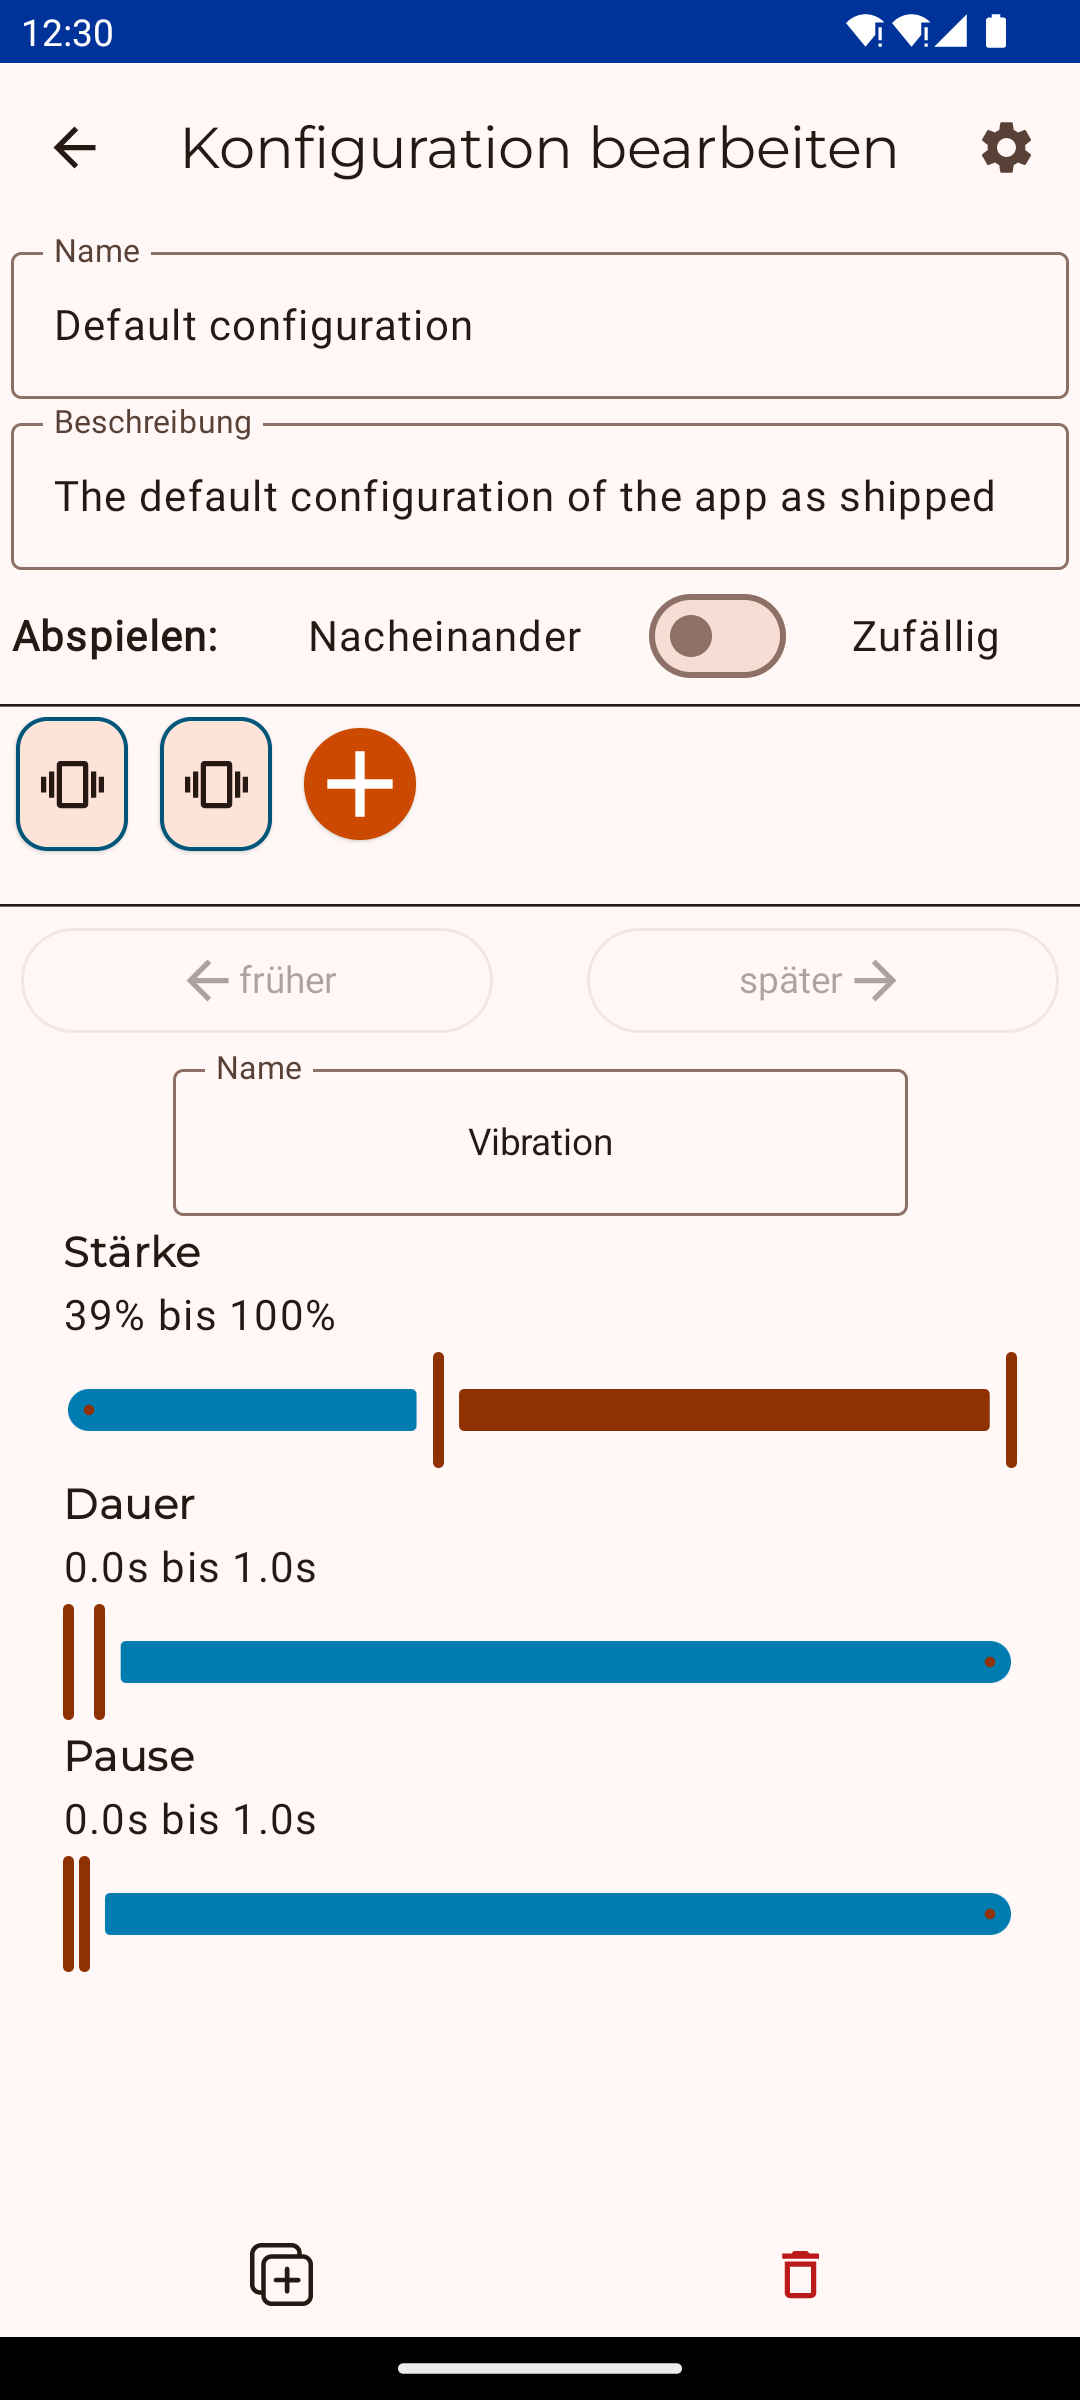 12:30
Konfiguration bearbeiten
Name
Default configuration
Beschreibung
The default configuration of the app as shipped
Abspielen: Nacheinander Zufällig
früher später
Name
Vibration
Stärke
39% bis 100%
Dauer
0.0s bis 1.0s
Pause
0.0s bis 1.0s